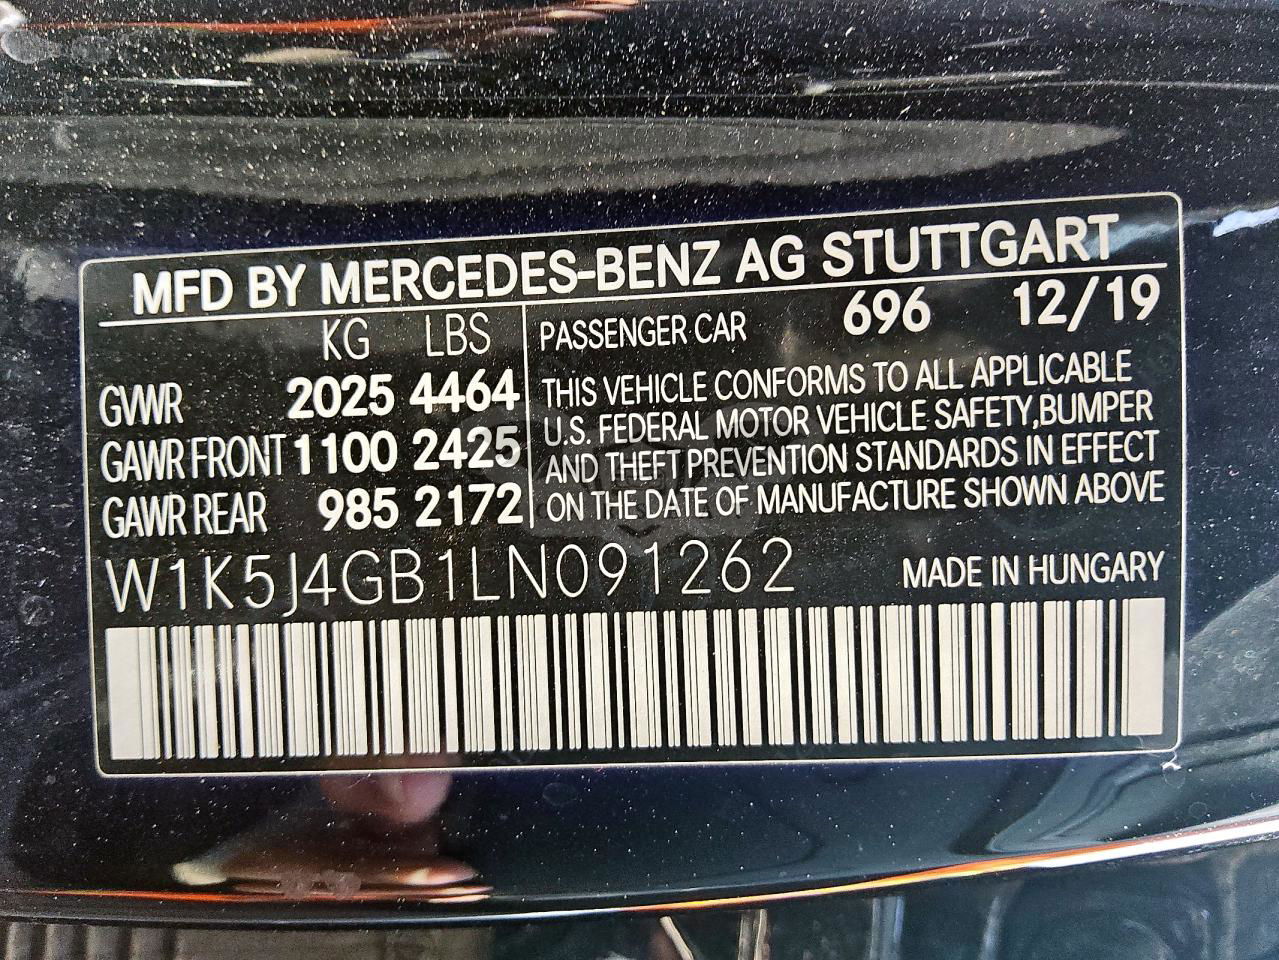 MFD BY MERCEDES-BENZ AG STUTTGART
KG LBS
PASSENGER CAR 696 12/19
GVWR 2025 4464
GAWR FRONT 1100 2425
GAWR REAR 985 2172
THIS VEHICLE CONFORMS TO ALL APPLICABLE
U.S. FEDERAL MOTOR VEHICLE SAFETY,BUMPER
AND THEFT PREVENTION STANDARDS IN EFFECT
ON THE DATE OF MANUFACTURE SHOWN ABOVE
W1K5J4GB1LN091262
MADE IN HUNGARY